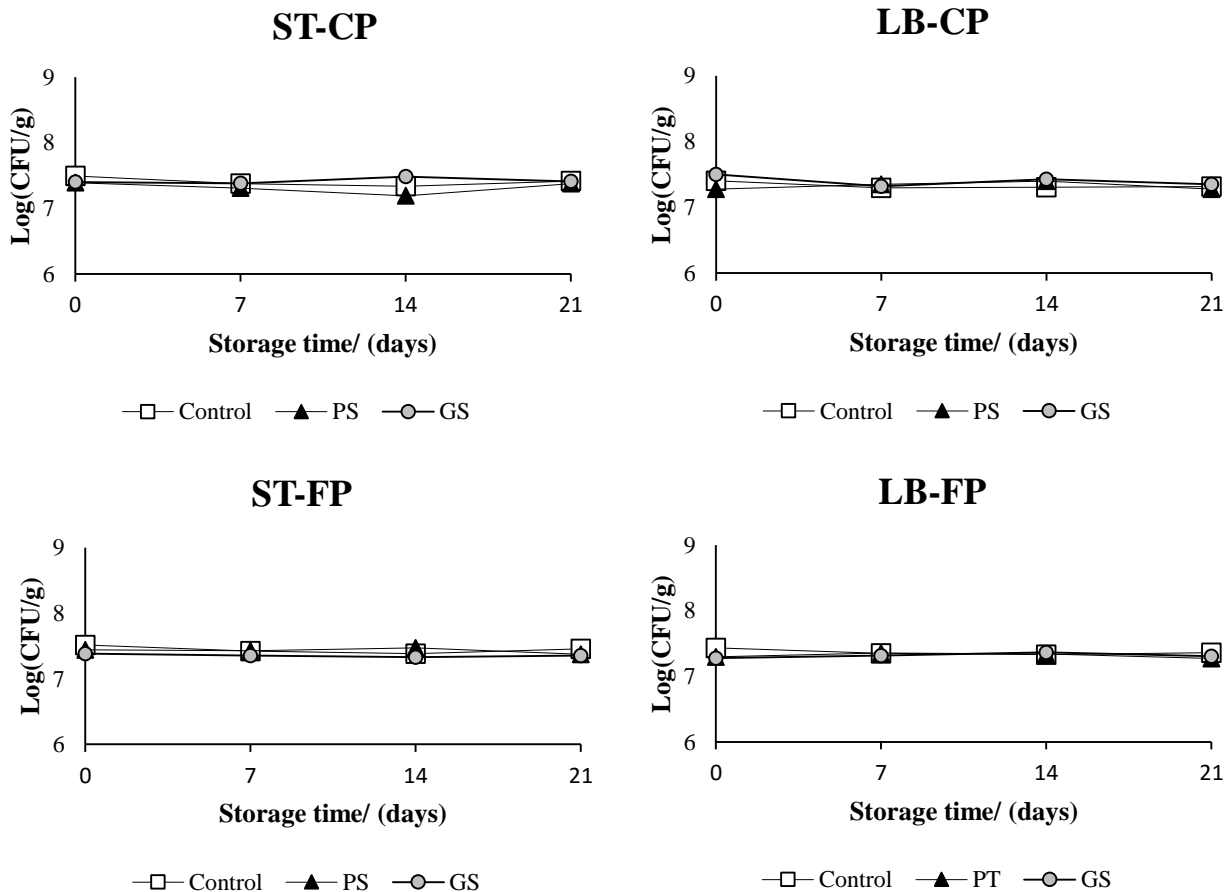 ST-CP
Log(CFU/g)
9
8
7
6
0 7 14 21
Storage time/ (days)
Control PS GS
LB-CP
Log(CFU/g)
9
8
7
6
0 7 14 21
Storage time/ (days)
Control PS GS
ST-FP
Log(CFU/g)
9
8
7
6
0 7 14 21
Storage time/ (days)
Control PS GS
LB-FP
Log(CFU/g)
9
8
7
6
0 7 14 21
Storage time/ (days)
Control PT GS